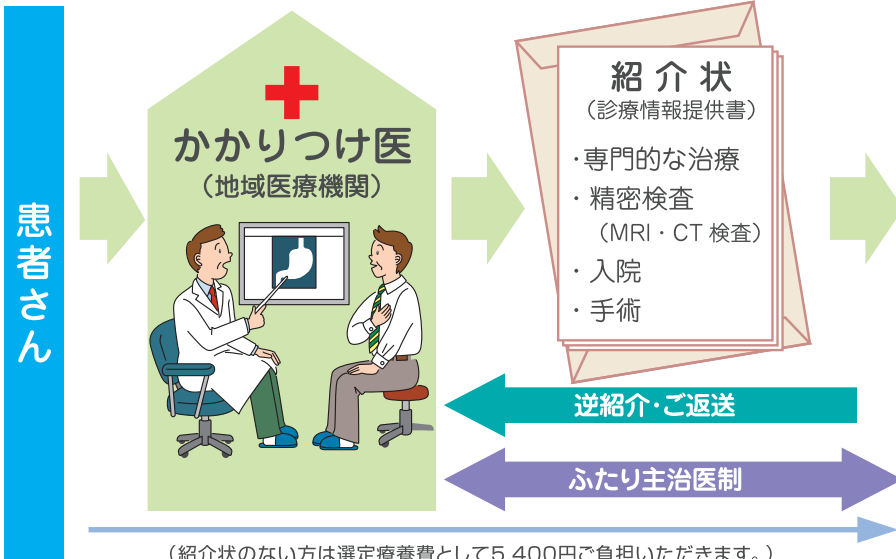 患者さん
かかりつけ医
（地域医療機関）
紹介状
（診療情報提供書）
・専門的な治療
・精密検査
（MRI・CT 検査）
・入院
・手術
逆紹介・ご返送
ふたり主治医制
（紹介状のない方は選定療養費として5,400円ご負担いただきます。）